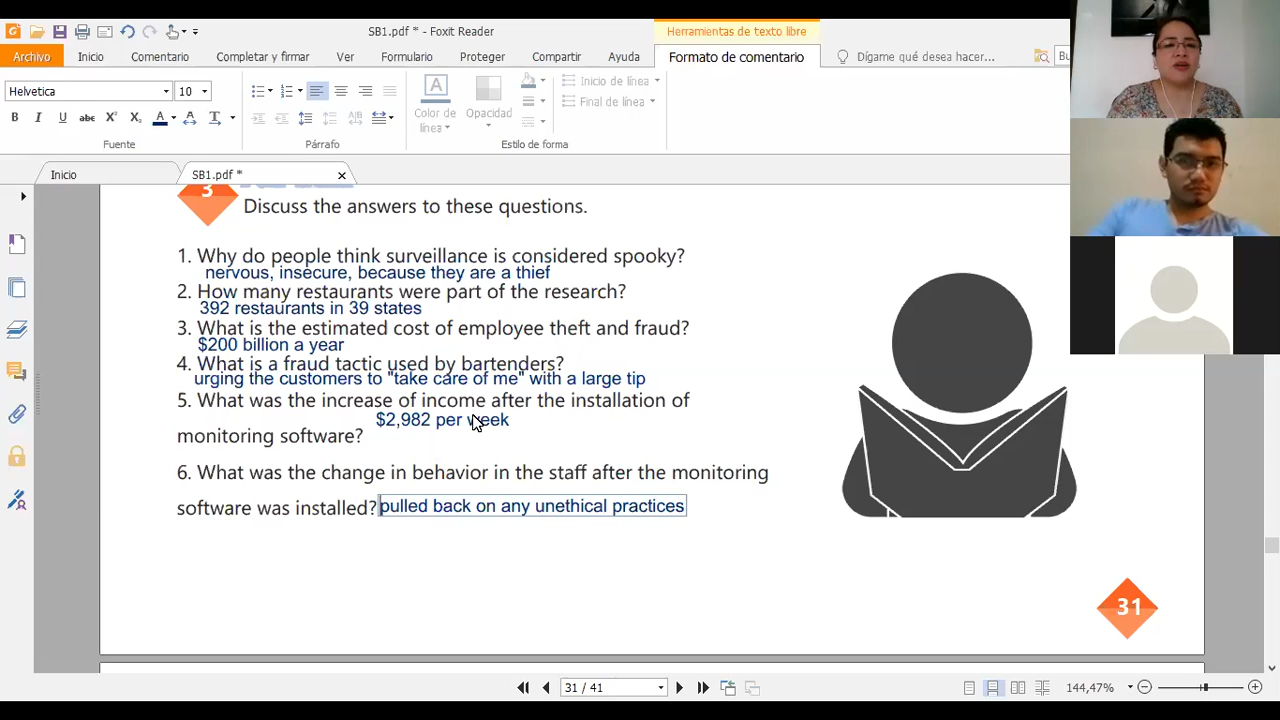 SB1.pdf * - Foxit Reader
Herramientas de texto libre
Archivo
Inicio
Comentario
Completar y firmar
Ver
Formulario
Proteger
Compartir
Ayuda
Formato de comentario
Dígame qué desea hacer...
Helvetica
10
Color de línea
Opacidad
Inicio de línea
Final de línea
Fuente
Párrafo
Estilo de forma
Inicio
SB1.pdf *
3
Discuss the answers to these questions.
1. Why do people think surveillance is considered spooky?
nervous, insecure, because they are a thief
2. How many restaurants were part of the research?
392 restaurants in 39 states
3. What is the estimated cost of employee theft and fraud?
$200 billion a year
4. What is a fraud tactic used by bartenders?
urging the customers to "take care of me" with a large tip
5. What was the increase of income after the installation of
$2,982 per week
monitoring software?
6. What was the change in behavior in the staff after the monitoring
software was installed? pulled back on any unethical practices
31
31 / 41
144,47%